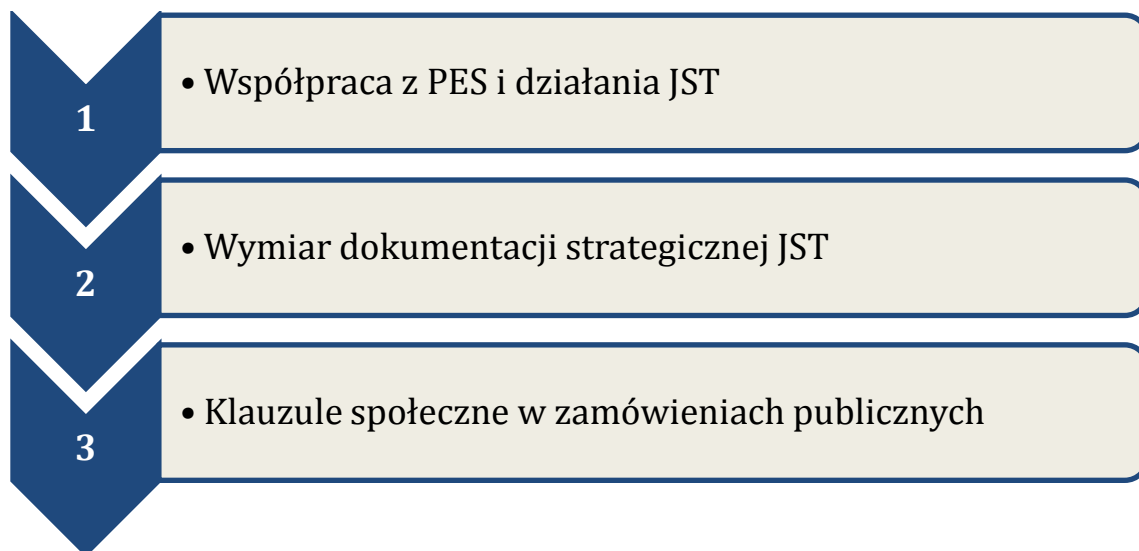 1
• Współpraca z PES i działania JST
2
• Wymiar dokumentacji strategicznej JST
3
• Klauzule społeczne w zamówieniach publicznych